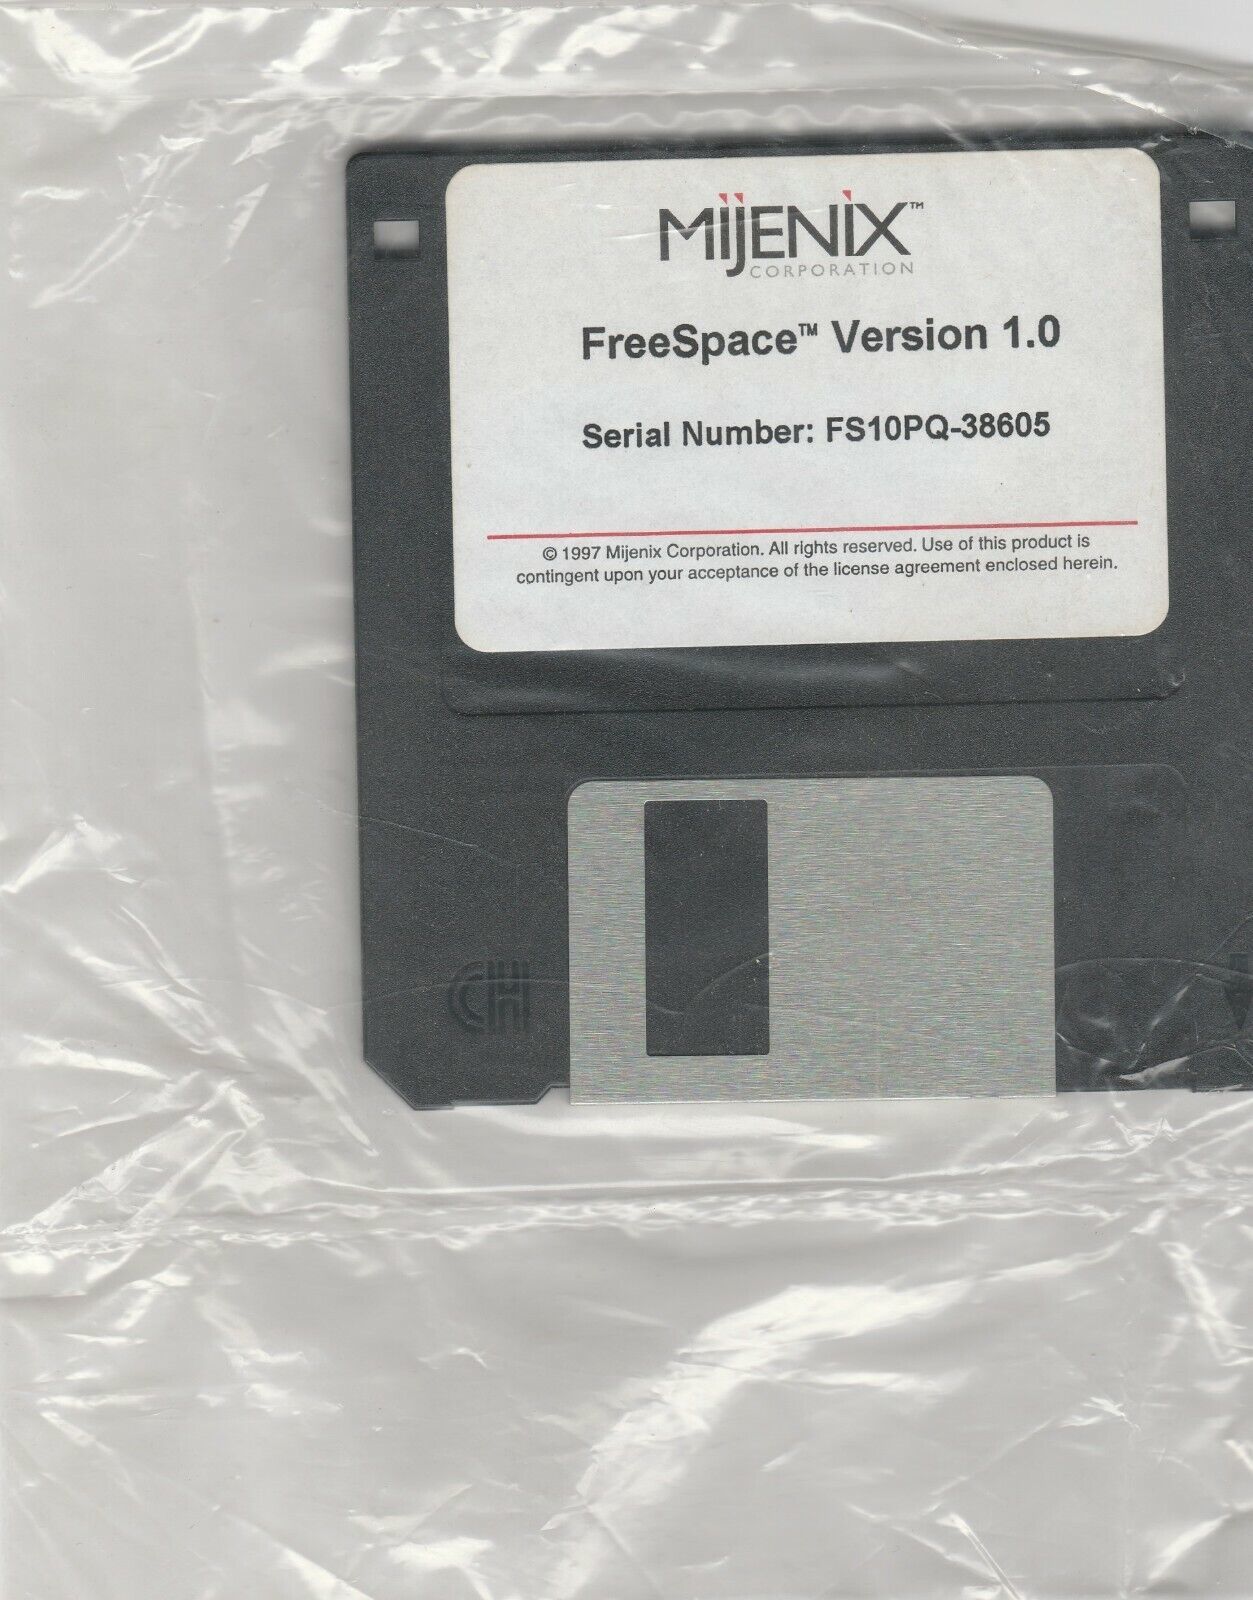 MIJENIX™
CORPORATION
FreeSpace™ Version 1.0
Serial Number: FS10PQ-38605
© 1997 Mijenix Corporation. All rights reserved. Use of this product is
contingent upon your acceptance of the license agreement enclosed herein.